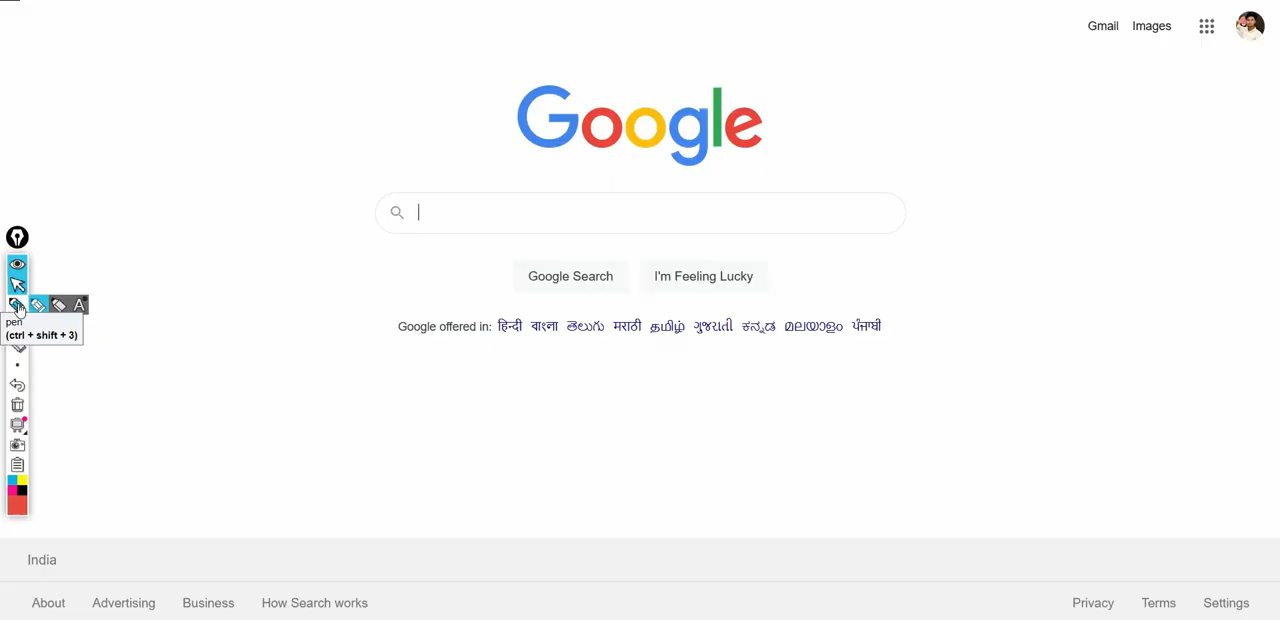 Gmail Images
Google
Google Search I'm Feeling Lucky
Google offered in: हिन्दी বাংলা తెలుగు मराठी தமிழ் ગુજરાતી ಕನ್ನಡ മലയാളം ਪੰਜਾਬੀ
A
pen
(ctrl + shift + 3)
India
About Advertising Business How Search works Privacy Terms Settings